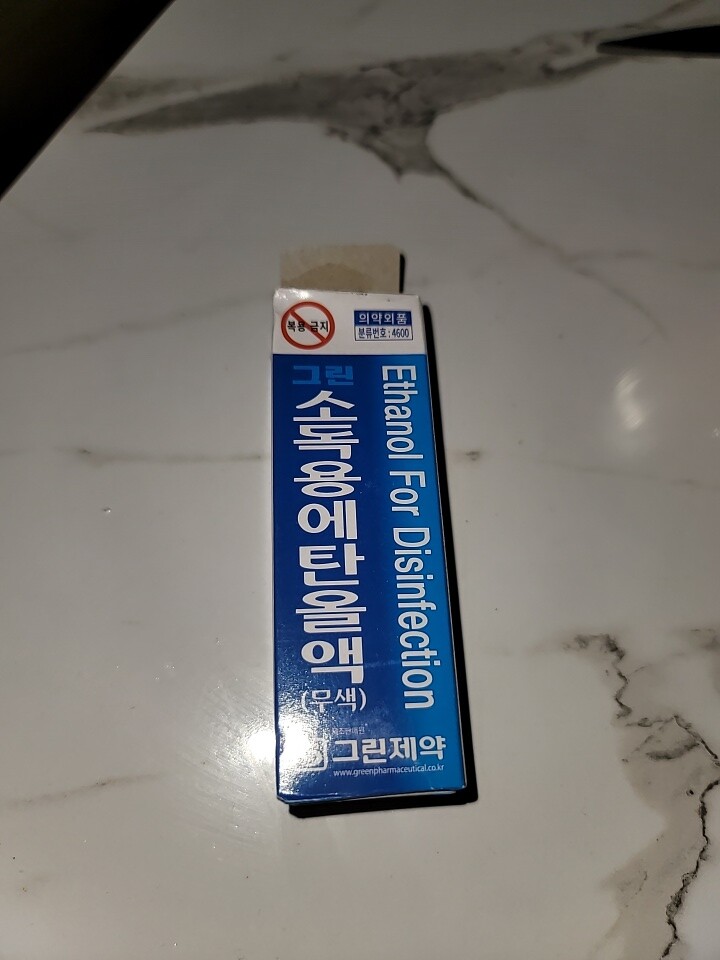 복용 금지
의약외품
분류번호 : 4600
그린
소독용에탄올액
(무색)
Ethanol For Disinfection
그린제약
www.greenpharmaceutical.co.kr